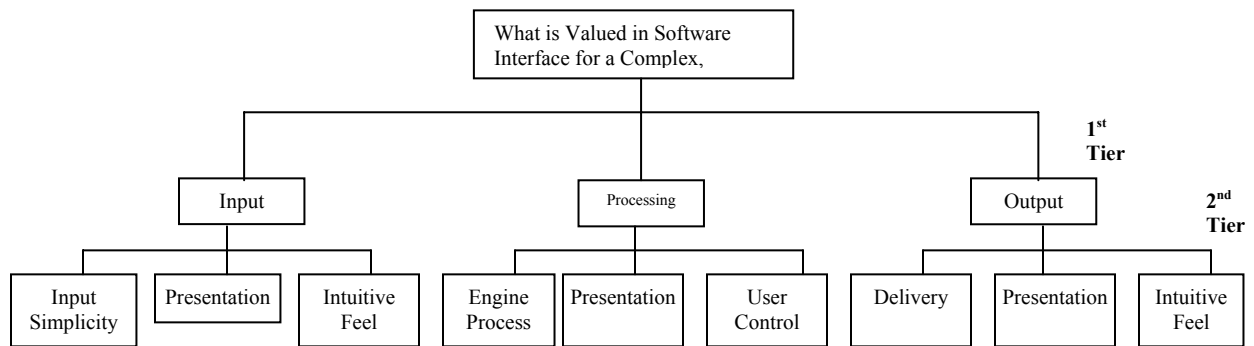 What is Valued in Software
Interface for a Complex,
1st
Tier
Input
Processing
Output
2nd
Tier
Input
Simplicity
Presentation
Intuitive
Feel
Engine
Process
Presentation
User
Control
Delivery
Presentation
Intuitive
Feel